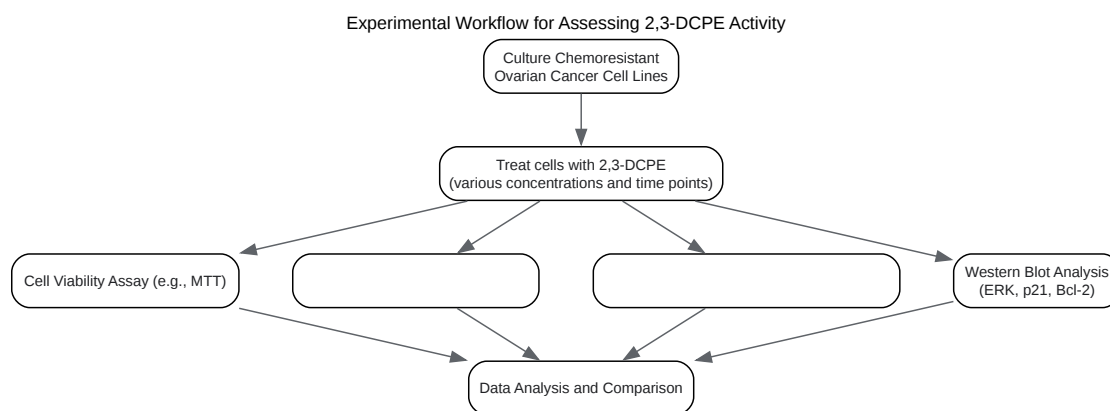 Experimental Workflow for Assessing 2,3-DCPE Activity
Culture Chemoresistant
Ovarian Cancer Cell Lines
Treat cells with 2,3-DCPE
(various concentrations and time points)
Cell Viability Assay (e.g., MTT)
Western Blot Analysis
(ERK, p21, Bcl-2)
Data Analysis and Comparison